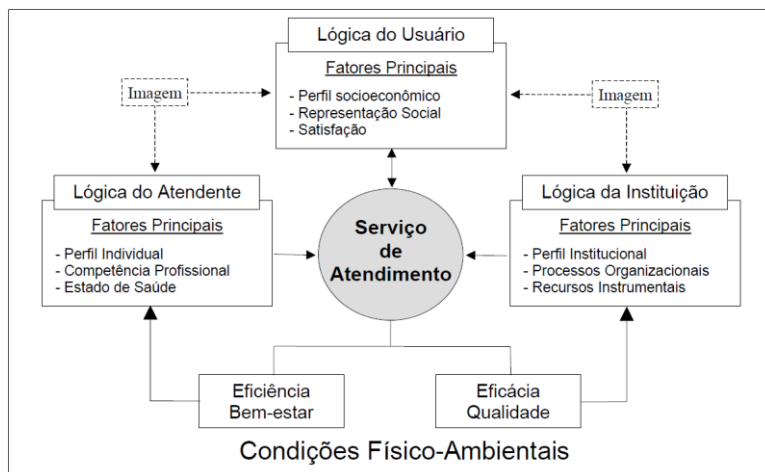 Lógica do Usuário
Fatores Principais
- Perfil socioeconômico
- Representação Social
- Satisfação
Imagem
Imagem
Lógica do Atendente
Fatores Principais
- Perfil Individual
- Competência Profissional
- Estado de Saúde
Serviço
de
Atendimento
Lógica da Instituição
Fatores Principais
- Perfil Institucional
- Processos Organizacionais
- Recursos Instrumentais
Eficiência
Bem-estar
Eficácia
Qualidade
Condições Físico-Ambientais